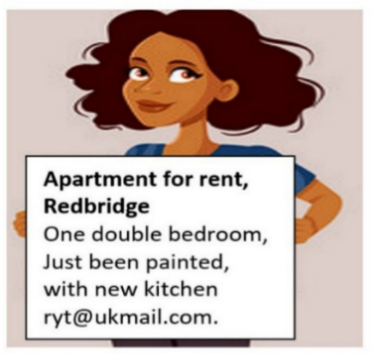 Apartment for rent,
Redbridge
One double bedroom,
Just been painted,
with new kitchen
ryt@ukmail.com.